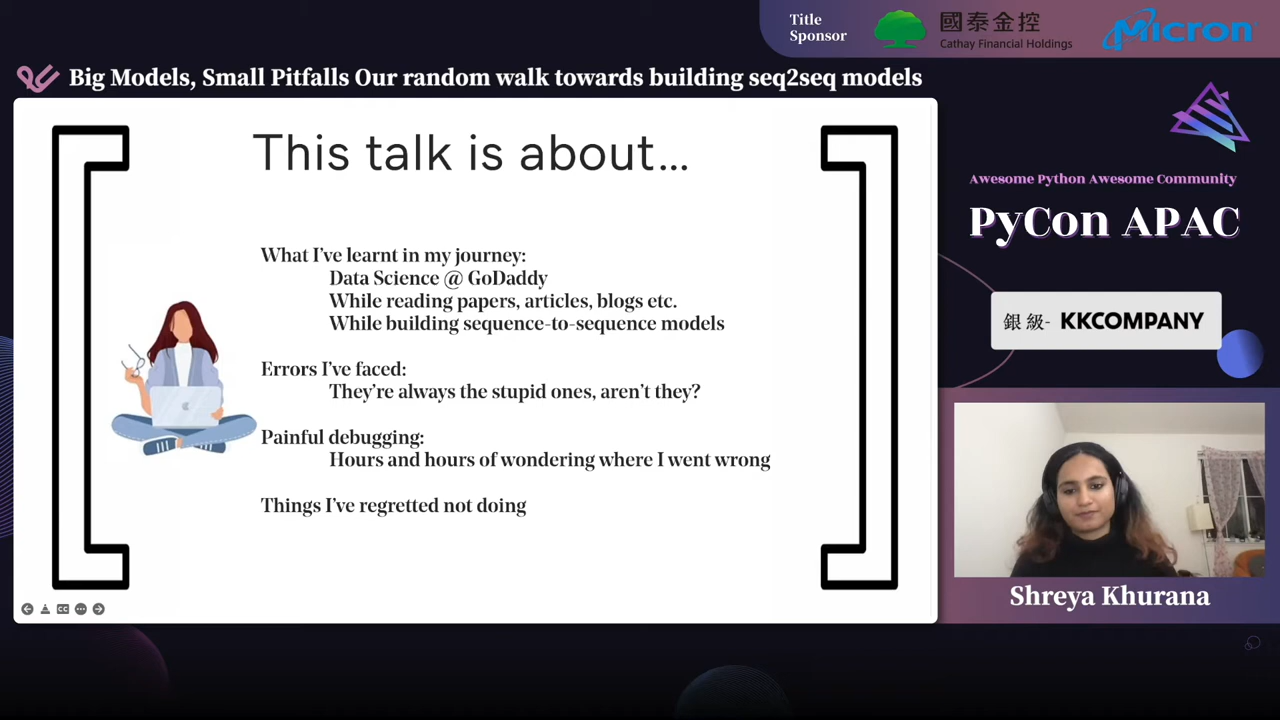 Title
Sponsor
國泰金控
Cathay Financial Holdings
Micron
Big Models, Small Pitfalls Our random walk towards building seq2seq models
This talk is about...
What I've learnt in my journey:
Data Science @ GoDaddy
While reading papers, articles, blogs etc.
While building sequence-to-sequence models
Errors I've faced:
They're always the stupid ones, aren't they?
Painful debugging:
Hours and hours of wondering where I went wrong
Things I've regretted not doing
CC
Awesome Python Awesome Community
PyCon APAC
銀級- KKCOMPANY
Shreya Khurana